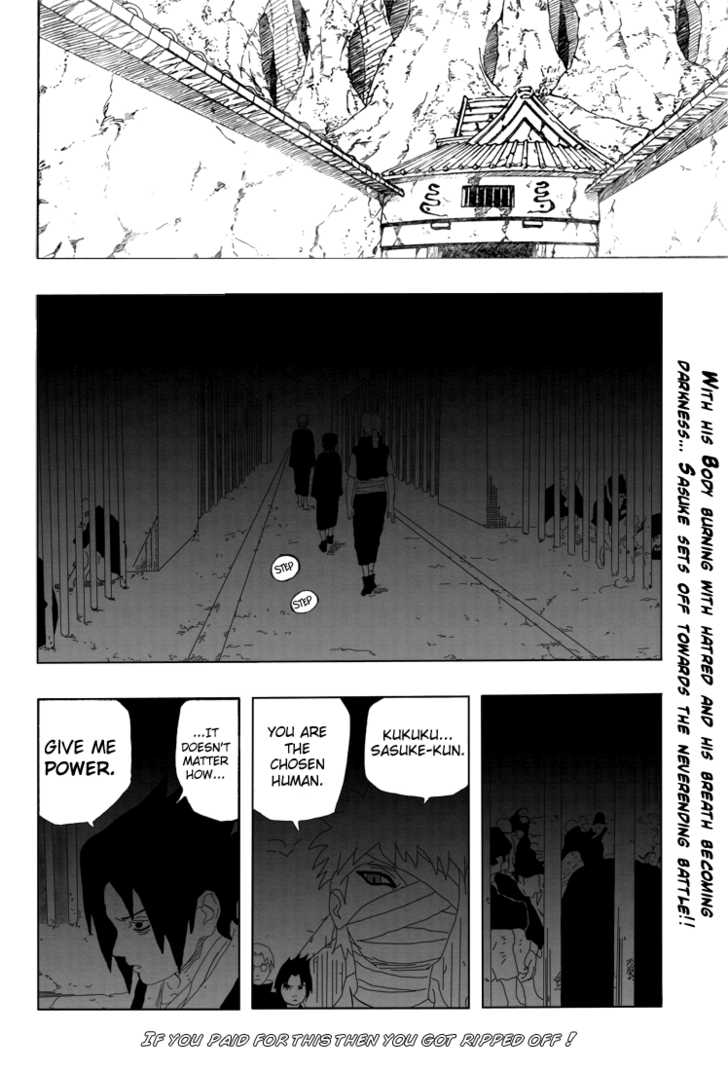 WITH HIS BODY BURNING WITH HATRED AND HIS BREATH BECOMING
DARKNESS... SASUKE SETS OFF TOWARDS THE NEVERENDING BATTLE!!
STEP
STEP
KUKUKU...
SASUKE-KUN.
YOU ARE
THE
CHOSEN
HUMAN.
...IT
DOESN'T
MATTER
HOW...
GIVE ME
POWER.
IF YOU PAID FOR THIS THEN YOU GOT RIPPED OFF!